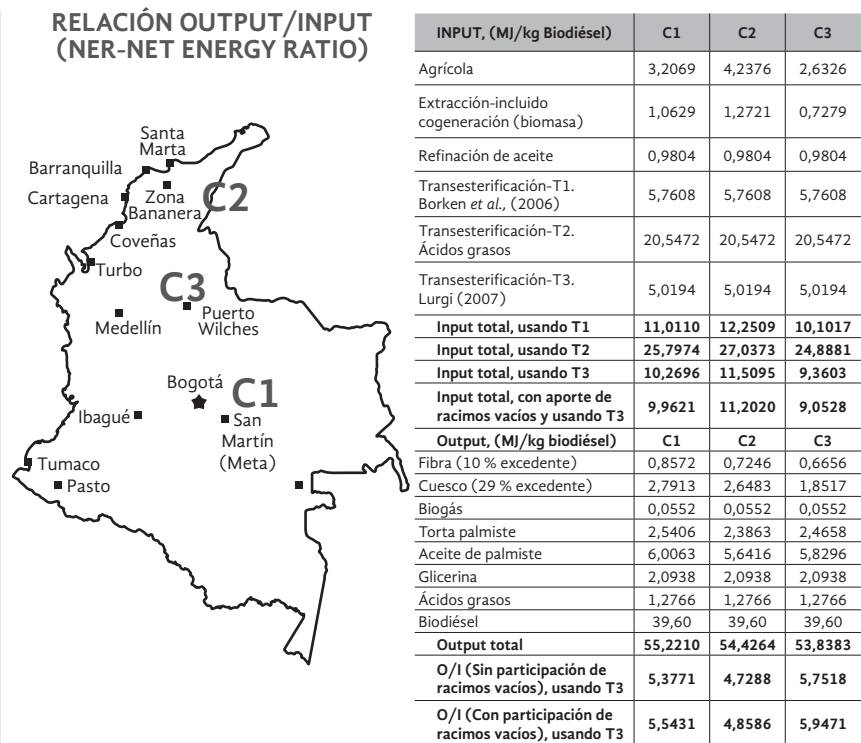 RELACIÓN OUTPUT/INPUT
(NER-NET ENERGY RATIO)
Santa
Marta
Barranquilla
Cartagena
Zona
Bananera
C2
Coveñas
Turbo
C3
Puerto
Wilches
Medellín
Bogotá
C1
Ibagué
San
Martín
(Meta)
Tumaco
Pasto
INPUT, (MJ/kg Biodiésel) C1 C2 C3
Agrícola 3,2069 4,2376 2,6326
Extracción-incluido
cogeneración (biomasa) 1,0629 1,2721 0,7279
Refinación de aceite 0,9804 0,9804 0,9804
Transesterificación-T1.
Borken et al., (2006) 5,7608 5,7608 5,7608
Transesterificación-T2.
Ácidos grasos 20,5472 20,5472 20,5472
Transesterificación-T3.
Lurgi (2007) 5,0194 5,0194 5,0194
Input total, usando T1 11,0110 12,2509 10,1017
Input total, usando T2 25,7974 27,0373 24,8881
Input total, usando T3 10,2696 11,5095 9,3603
Input total, con aporte de
racimos vacíos y usando T3 9,9621 11,2020 9,0528
Output, (MJ/kg biodiésel) C1 C2 C3
Fibra (10 % excedente) 0,8572 0,7246 0,6656
Cuesco (29 % excedente) 2,7913 2,6483 1,8517
Biogás 0,0552 0,0552 0,0552
Torta palmiste 2,5406 2,3863 2,4658
Aceite de palmiste 6,0063 5,6416 5,8296
Glicerina 2,0938 2,0938 2,0938
Ácidos grasos 1,2766 1,2766 1,2766
Biodiésel 39,60 39,60 39,60
Output total 55,2210 54,4264 53,8383
O/I (Sin participación de
racimos vacíos), usando T3 5,3771 4,7288 5,7518
O/I (Con participación de
racimos vacíos), usando T3 5,5431 4,8586 5,9471